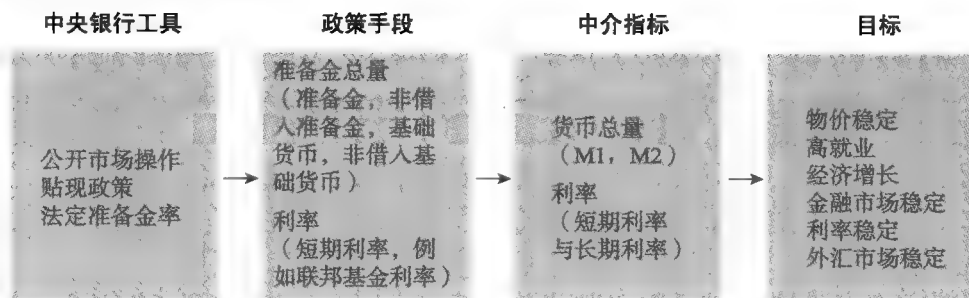 中央银行工具
政策手段
中介指标
目标
公开市场操作
贴现政策
法定准备金率
准备金总量
（准备金，非借
入准备金，基础
货币，非借入基
础货币）
利率
（短期利率，例
如联邦基金利率）
货币总量
（M1，M2）
利率
（短期利率
与长期利率）
物价稳定
高就业
经济增长
金融市场稳定
利率稳定
外汇市场稳定